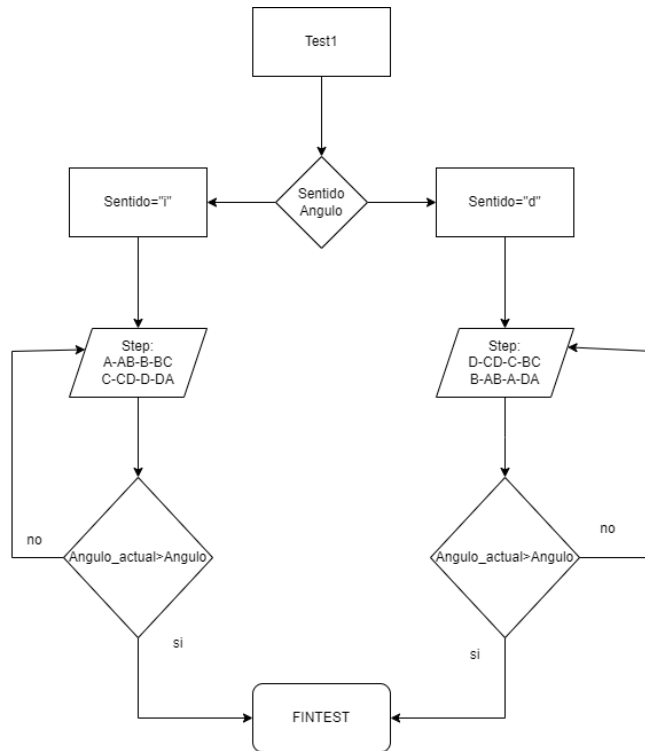 Test1
Sentido
Angulo
Sentido="i"
Sentido="d"
Step:
A-AB-B-BC
C-CD-D-DA
Step:
D-CD-C-BC
B-AB-A-DA
Angulo_actual>Angulo
no
si
Angulo_actual>Angulo
no
si
FINTEST